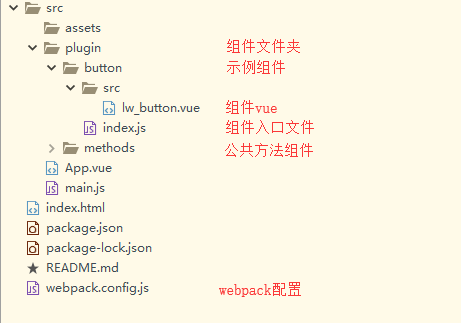 src
assets
plugin 组件文件夹
button 示例组件
src
lw_button.vue 组件vue
index.js 组件入口文件
methods 公共方法组件
App.vue
main.js
index.html
package.json
package-lock.json
README.md
webpack.config.js webpack配置